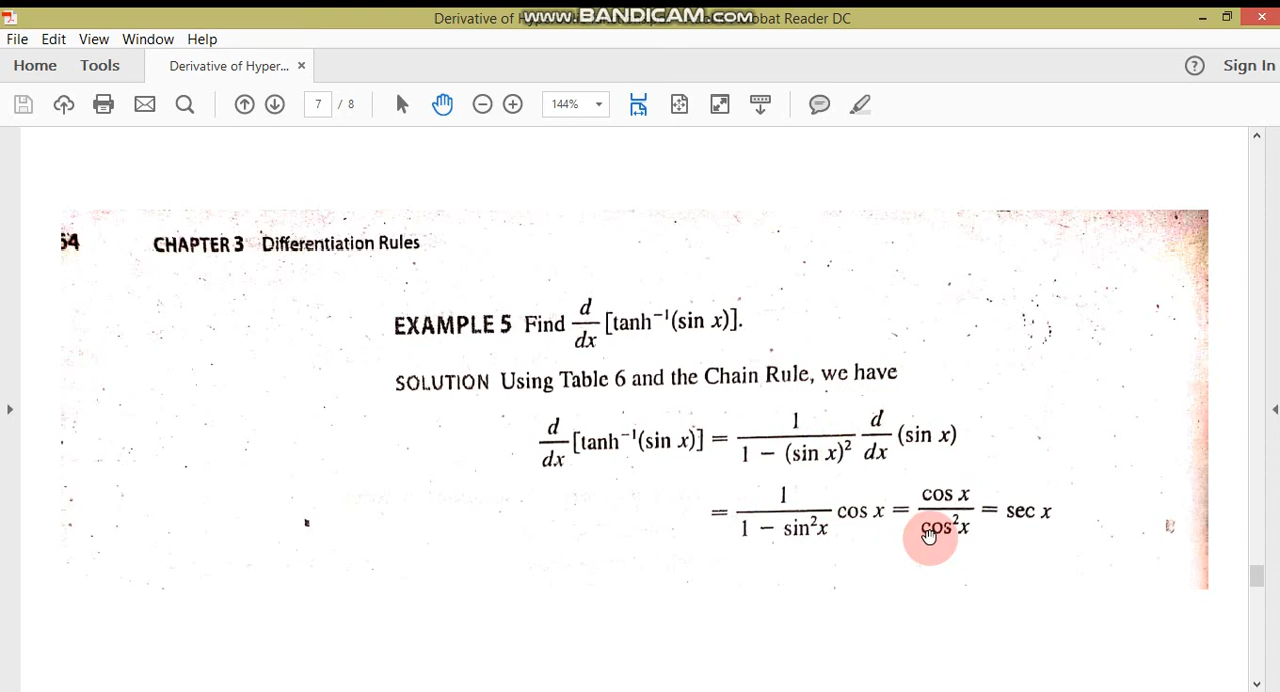 Derivative of Hyper
www.BANDICAM.com
obat Reader DC
File Edit View Window Help
Home Tools Derivative of Hyper... × ? Sign In
7 / 8 144%
64 CHAPTER 3 Differentiation Rules
EXAMPLE 5 Find d/dx [tanh⁻¹(sin x)].
SOLUTION Using Table 6 and the Chain Rule, we have
d/dx [tanh⁻¹(sin x)] = 1/(1 − (sin x)²) d/dx (sin x)
= 1/(1 − sin²x) cos x = cos x/cos²x = sec x